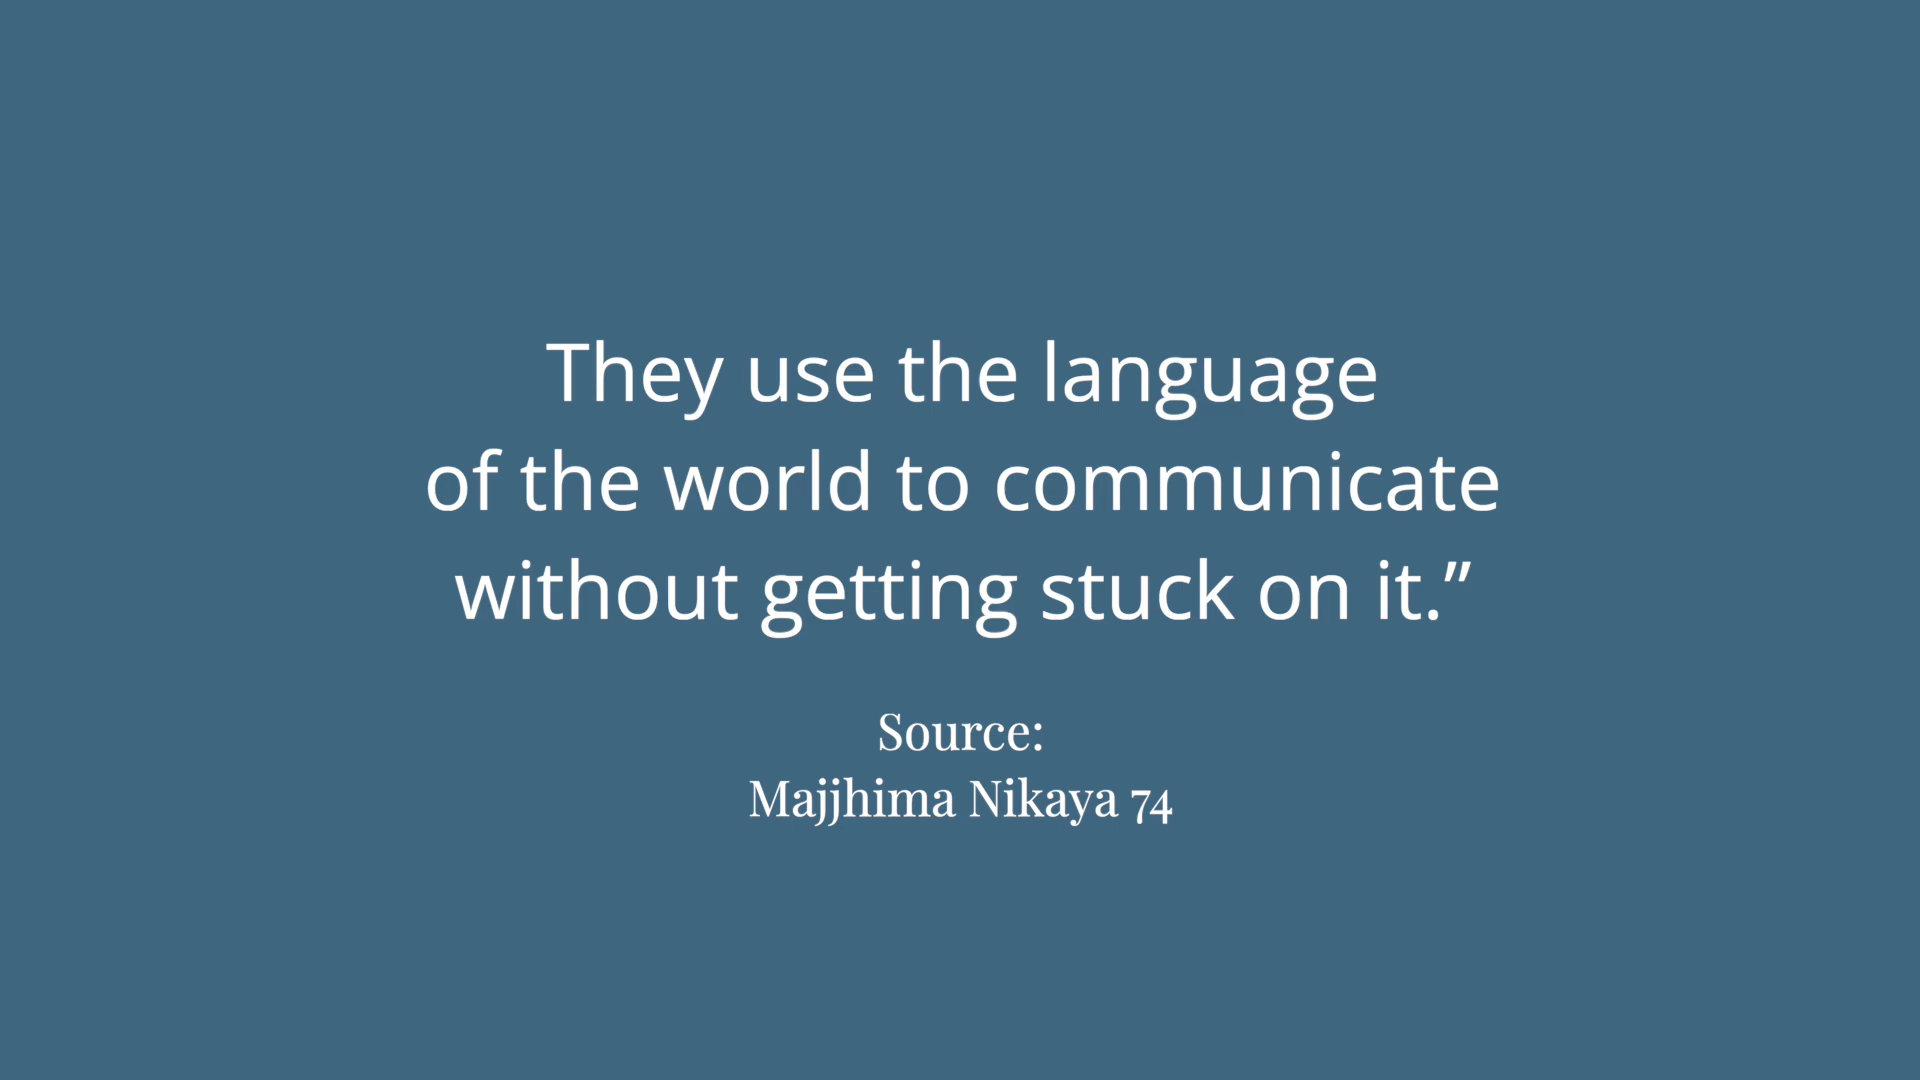 They use the language
of the world to communicate
without getting stuck on it.”
Source:
Majjhima Nikaya 74